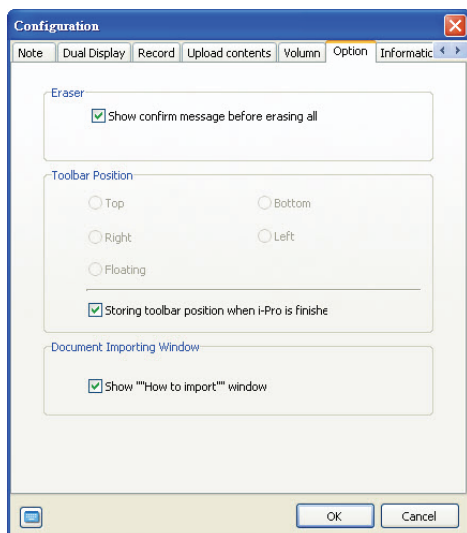 Configuration
Note Dual Display Record Upload contents Volumn Option Informatic
Eraser
Show confirm message before erasing all
Toolbar Position
Top Bottom
Right Left
Floating
Storing toolbar position when i-Pro is finishe
Document Importing Window
Show ""How to import"" window
OK Cancel